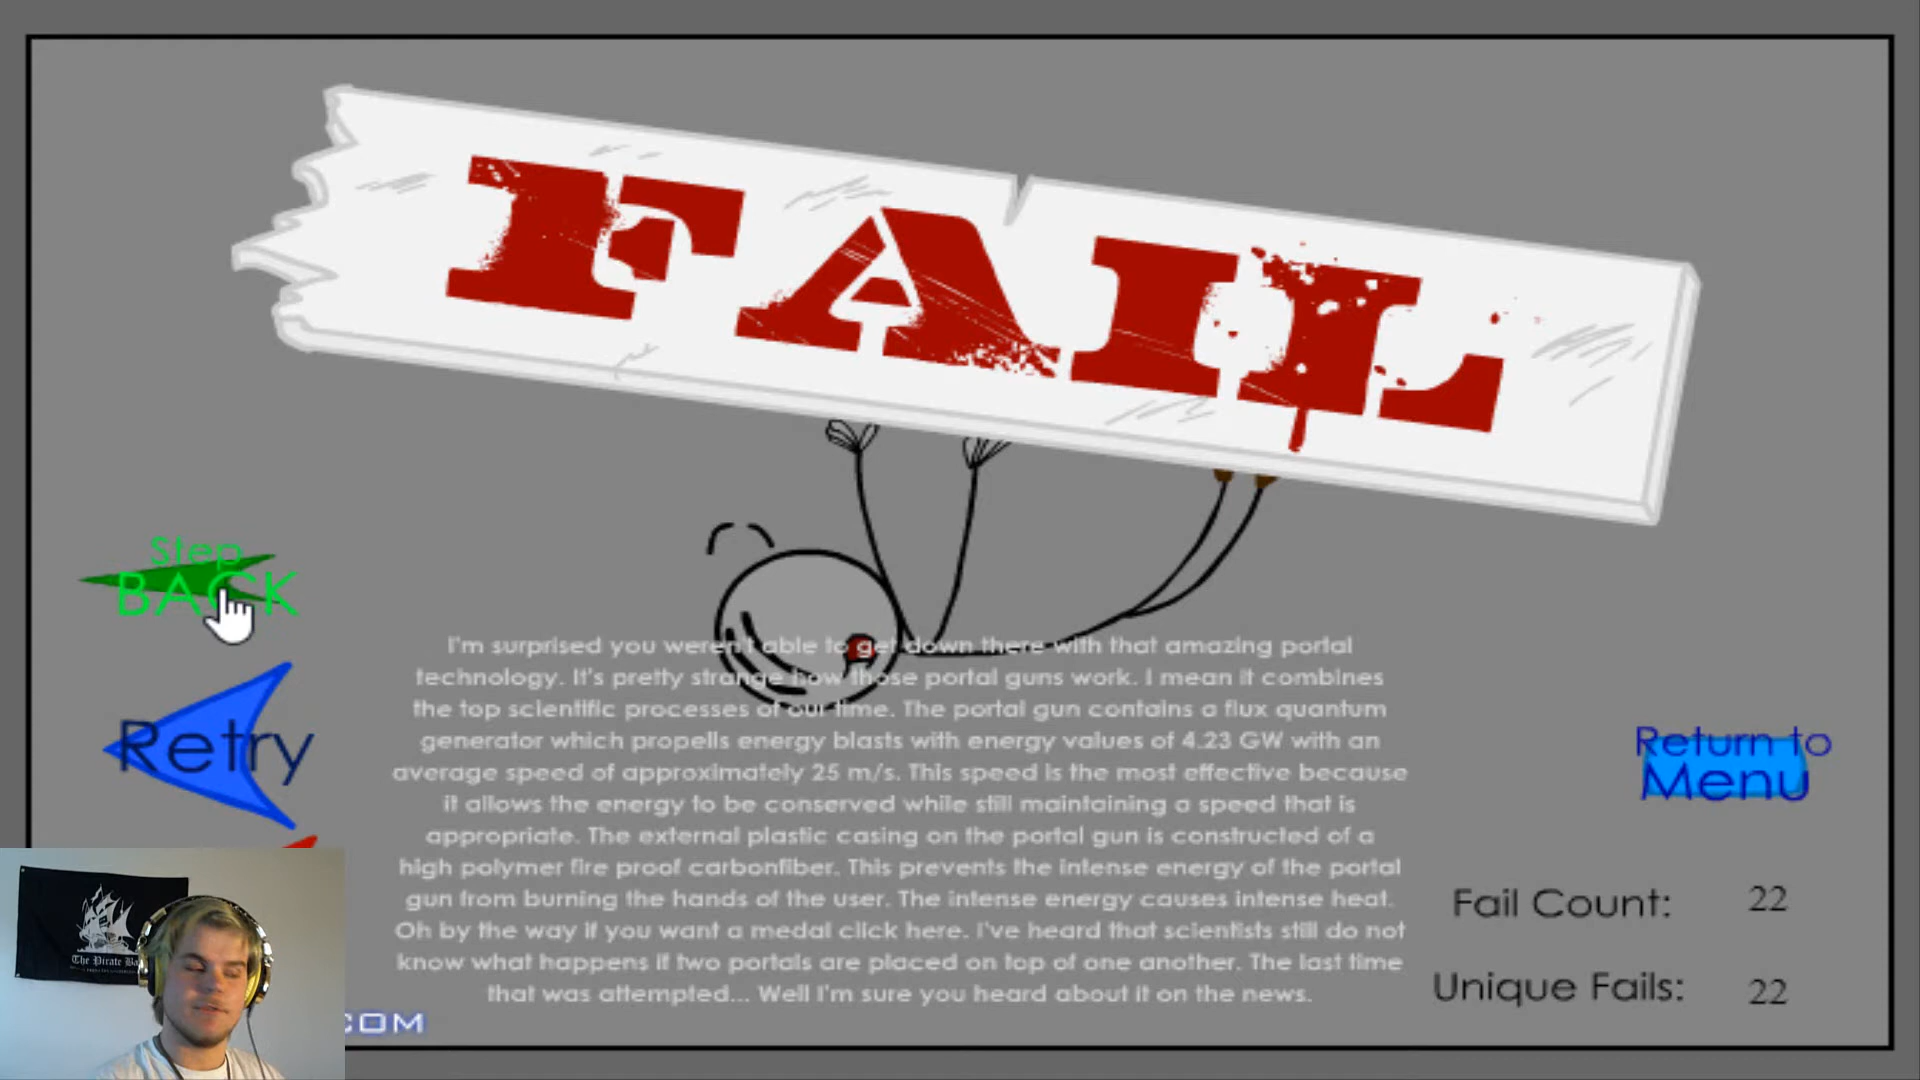 FAIL
Step
BACK
I'm surprised you weren't able to get down there with that amazing portal
technology. It's pretty strange how those portal guns work. I mean it combines
the top scientific processes of our time. The portal gun contains a flux quantum
generator which propells energy blasts with energy values of 4.23 GW with an
average speed of approximately 25 m/s. This speed is the most effective because
it allows the energy to be conserved while still maintaining a speed that is
appropriate. The external plastic casing on the portal gun is constructed of a
high polymer fire proof carbonfiber. This prevents the intense energy of the portal
gun from burning the hands of the user. The intense energy causes intense heat.
Oh by the way if you want a medal click here. I've heard that scientists still do not
know what happens if two portals are placed on top of one another. The last time
that was attempted... Well I'm sure you heard about it on the news.
Retry
Return to
Menu
Fail Count: 22
Unique Fails: 22
The Pirate Ba
COM